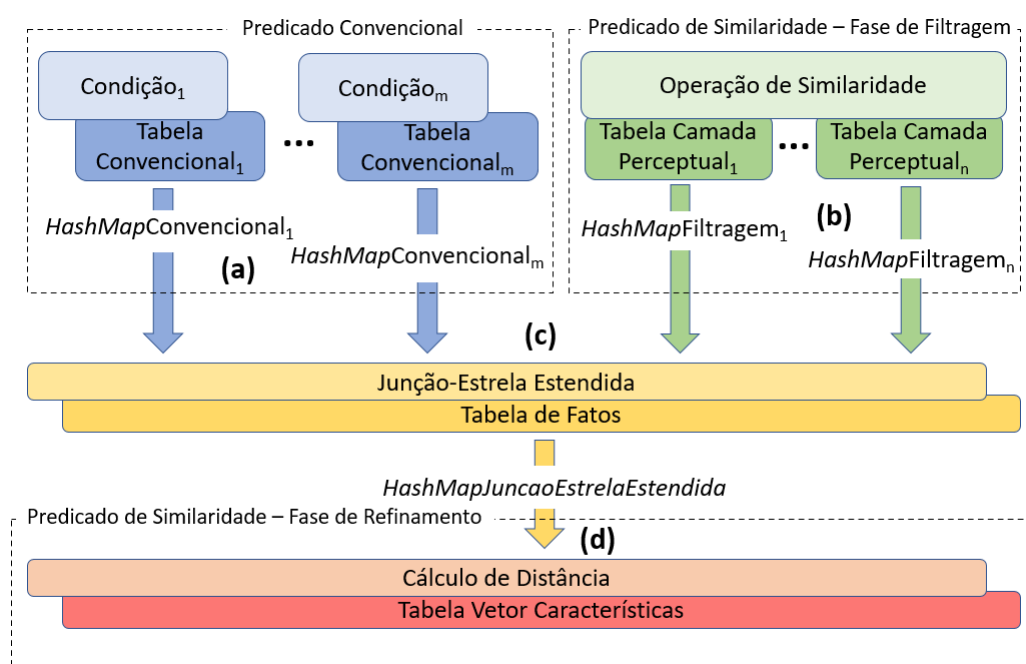 Predicado Convencional
Predicado de Similaridade – Fase de Filtragem
Condição1
Condiçãom
Operação de Similaridade
Tabela
Convencional1
...
Tabela
Convencionalm
Tabela Camada
Perceptual1
...
Tabela Camada
Perceptualn
HashMapConvencional1
(a)
HashMapConvencionalm
HashMapFiltragem1
(b)
HashMapFiltragemn
(c)
Junção-Estrela Estendida
Tabela de Fatos
HashMapJuncaoEstrelaEstendida
Predicado de Similaridade – Fase de Refinamento
(d)
Cálculo de Distância
Tabela Vetor Características